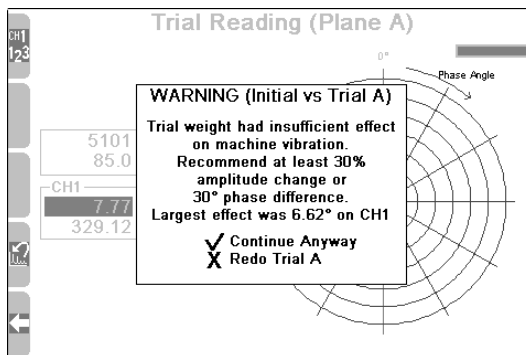 Trial Reading (Plane A)
CH1
123
0°
Phase Angle
WARNING (Initial vs Trial A)
Trial weight had insufficient effect
on machine vibration.
Recommend at least 30%
amplitude change or
30° phase difference.
Largest effect was 6.62° on CH1
Continue Anyway
Redo Trial A
5101
85.0
CH1
7.77
329.12